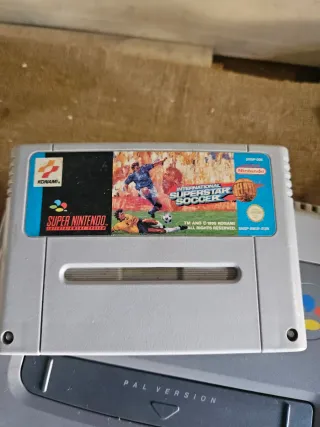 KONAMI
SUPER NINTENDO
ENTERTAINMENT SYSTEM
INTERNATIONAL
SUPERSTAR
SOCCER
Nintendo
TM AND © 1995 KONAMI
ALL RIGHTS RESERVED.
PAL VERSION